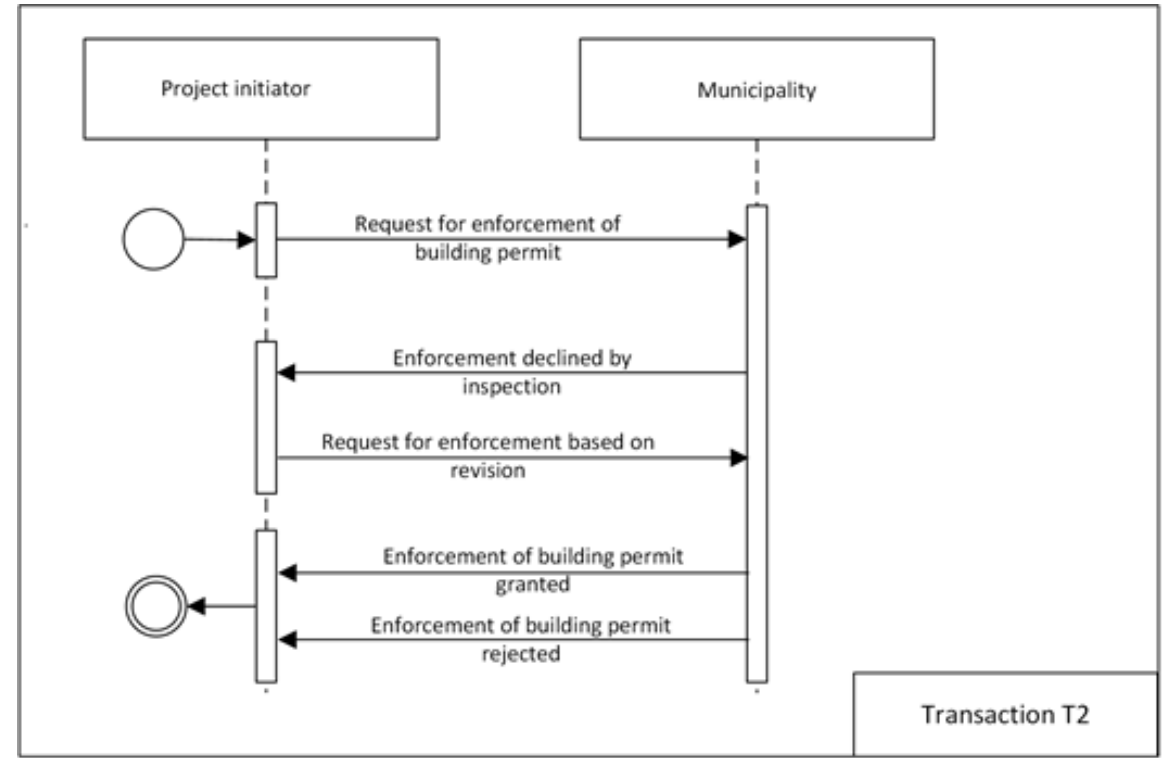 Project initiator
Municipality
Request for enforcement of
building permit
Enforcement declined by
inspection
Request for enforcement based on
revision
Enforcement of building permit
granted
Enforcement of building permit
rejected
Transaction T2